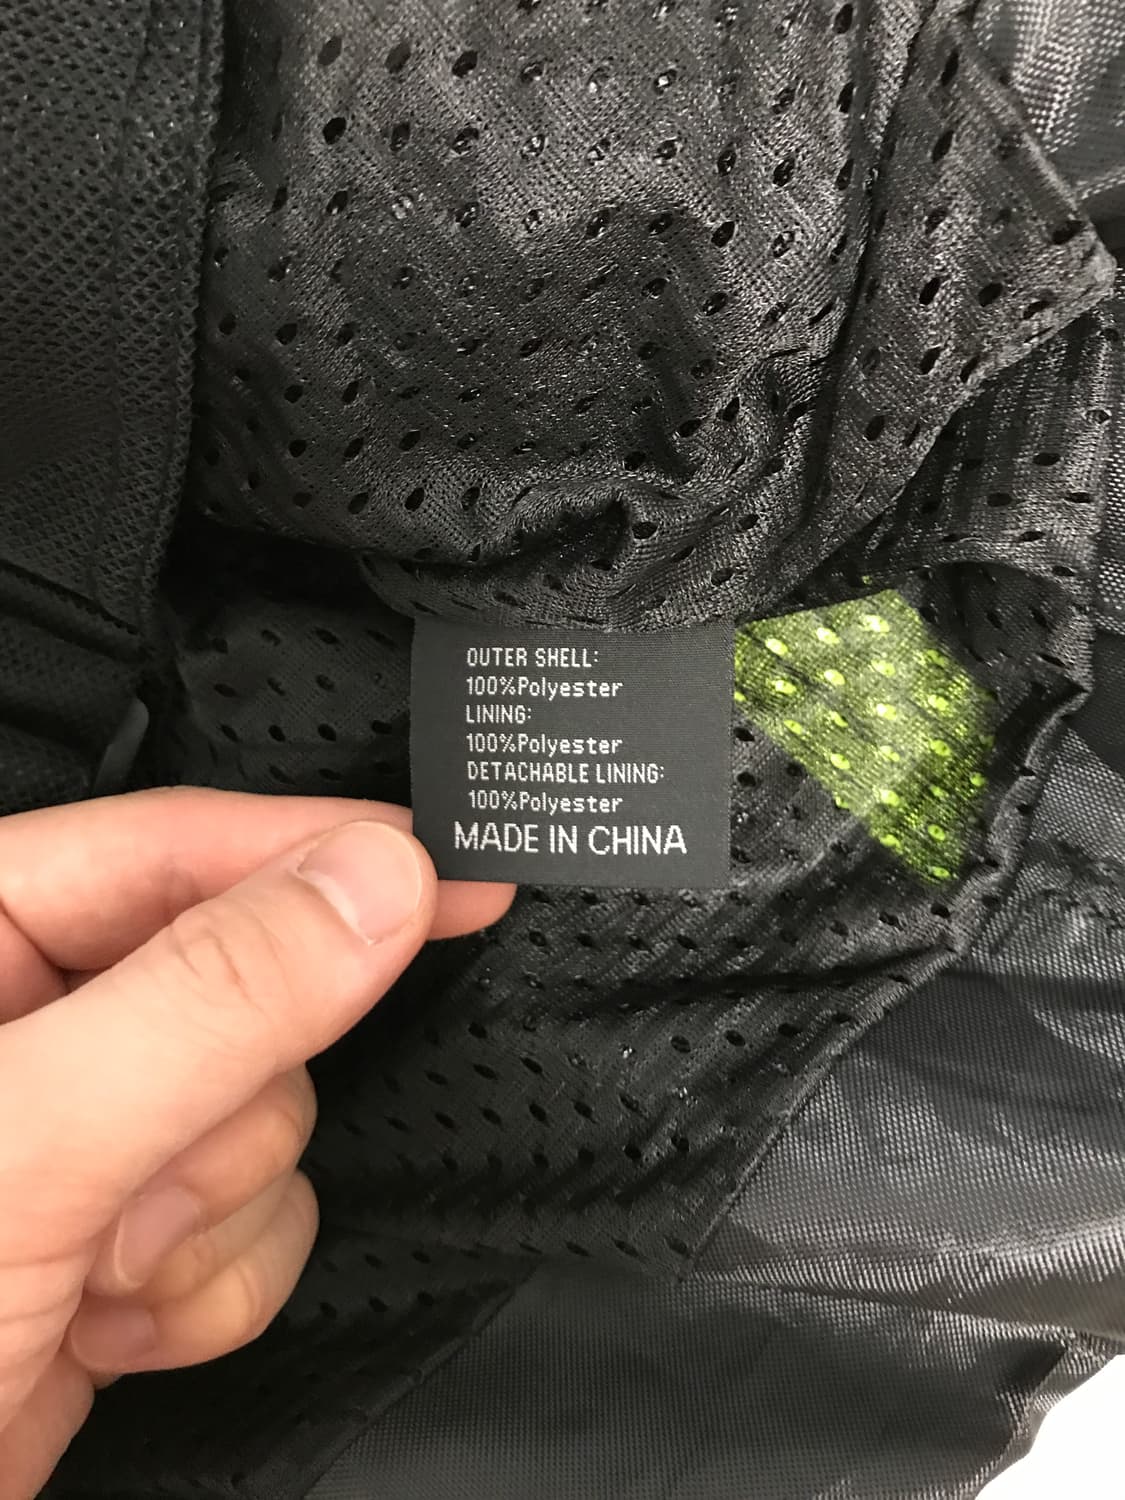 OUTER SHELL:
100%Polyester
LINING:
100%Polyester
DETACHABLE LINING:
100%Polyester
MADE IN CHINA